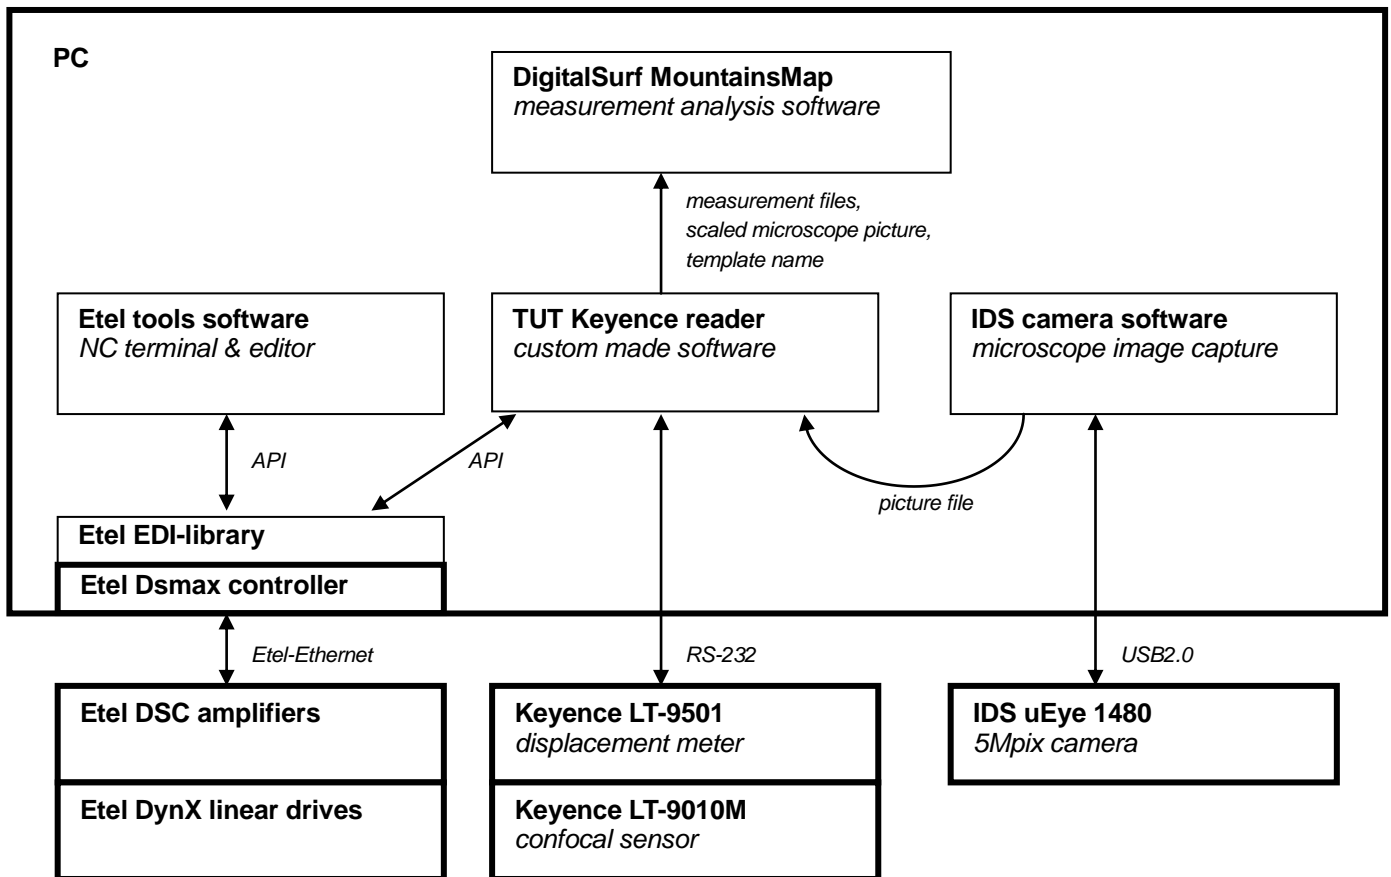 PC
DigitalSurf MountainsMap
measurement analysis software
measurement files,
scaled microscope picture,
template name
Etel tools software
NC terminal & editor
TUT Keyence reader
custom made software
IDS camera software
microscope image capture
API
API
picture file
Etel EDI-library
Etel Dsmax controller
Etel-Ethernet
RS-232
USB2.0
Etel DSC amplifiers
Keyence LT-9501
displacement meter
IDS uEye 1480
5Mpix camera
Etel DynX linear drives
Keyence LT-9010M
confocal sensor